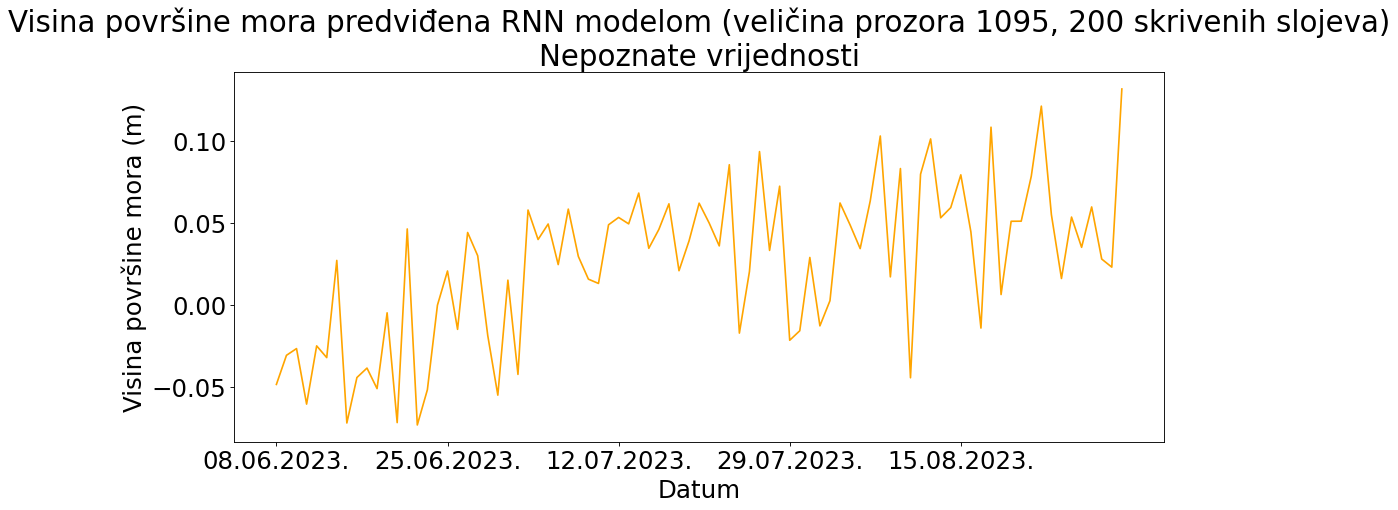 Visina površine mora predviđena RNN modelom (veličina prozora 1095, 200 skrivenih slojeva)
Nepoznate vrijednosti
Visina površine mora (m)
0.10
0.05
0.00
−0.05
08.06.2023. 25.06.2023. 12.07.2023. 29.07.2023. 15.08.2023.
Datum